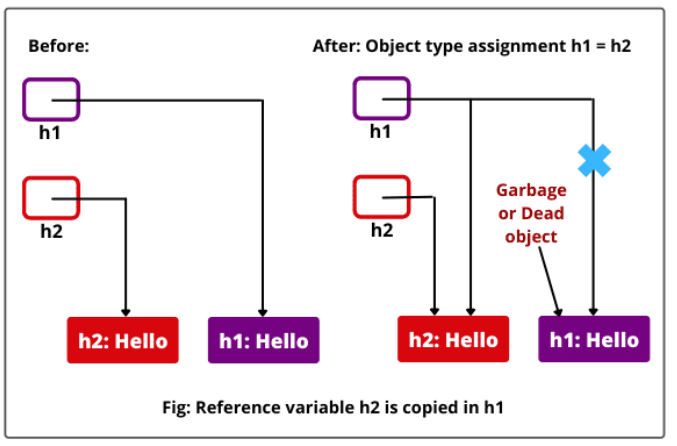 Before:
After: Object type assignment h1 = h2
h1
h1
h2
h2
Garbage
or Dead
object
h2: Hello
h1: Hello
h2: Hello
h1: Hello
Fig: Reference variable h2 is copied in h1